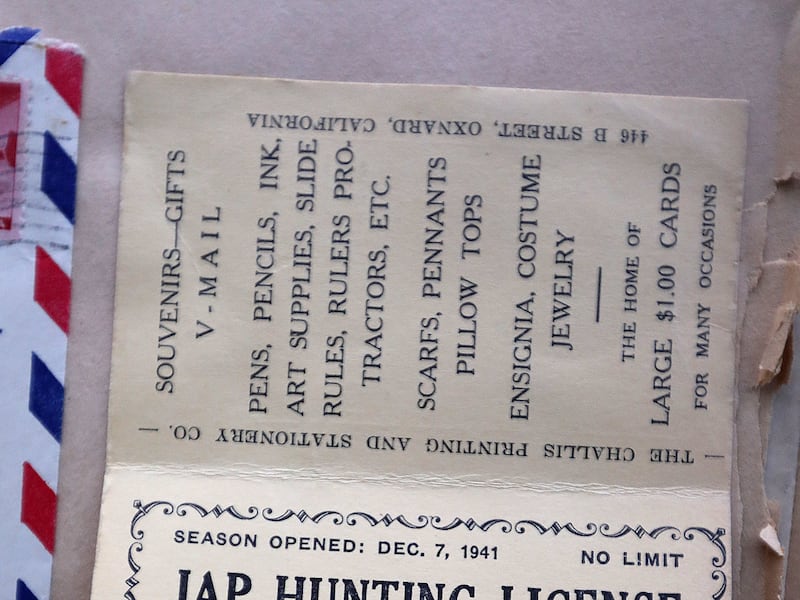 446 B STREET, OXNARD, CALIFORNIA
SOUVENIRS—GIFTS
V-MAIL
PENS, PENCILS, INK,
ART SUPPLIES, SLIDE
RULES, RULERS PRO-
TRACTORS, ETC.
SCARFS, PENNANTS
PILLOW TOPS
ENSIGNIA, COSTUME
JEWELRY
THE HOME OF
LARGE $1.00 CARDS
FOR MANY OCCASIONS
— THE CHALLIS PRINTING AND STATIONERY CO. —
SEASON OPENED: DEC. 7, 1941
NO LIMIT
JAP HUNTING LICENSE